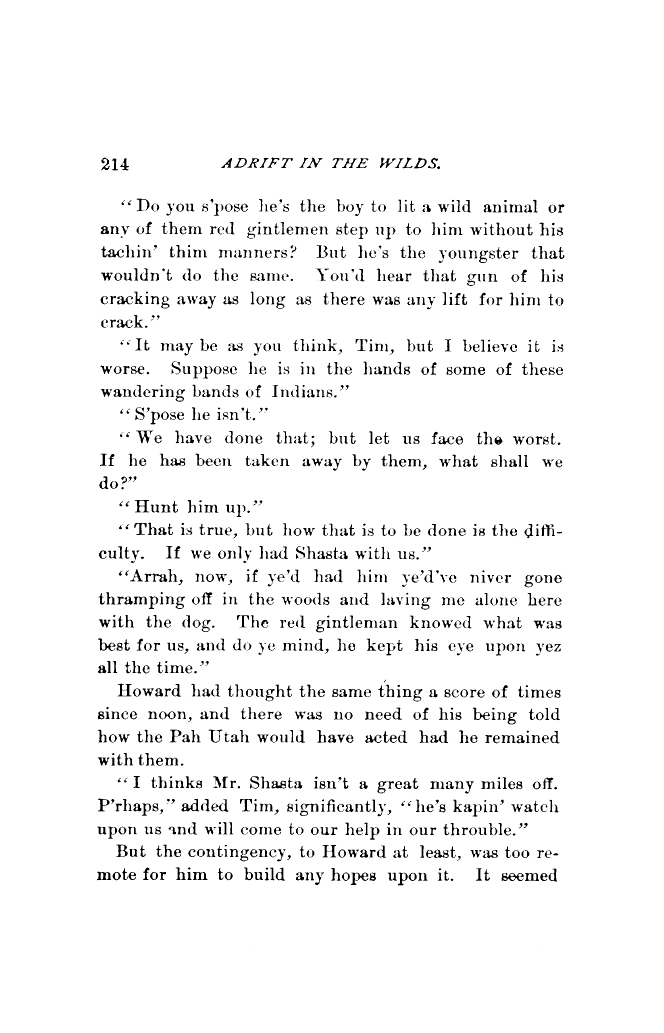 214 ADRIFT IN THE WILDS.
“Do you s’pose he’s the boy to lit a wild animal or
any of them red gintlemen step up to him without his
tachin’ thim manners? But he’s the youngster that
wouldn’t do the same. You’d hear that gun of his
cracking away as long as there was any lift for him to
crack.”
“It may be as you think, Tim, but I believe it is
worse. Suppose he is in the hands of some of these
wandering bands of Indians.”
“S’pose he isn’t.”
“We have done that; but let us face the worst.
If he has been taken away by them, what shall we
do?”
“Hunt him up.”
“That is true, but how that is to be done is the diffi-
culty. If we only had Shasta with us.”
“Arrah, now, if ye’d had him ye’d’ve niver gone
thramping off in the woods and laving me alone here
with the dog. The red gintleman knowed what was
best for us, and do ye mind, he kept his eye upon yez
all the time.”
Howard had thought the same thing a score of times
since noon, and there was no need of his being told
how the Pah Utah would have acted had he remained
with them.
“I thinks Mr. Shasta isn’t a great many miles off.
P’rhaps,” added Tim, significantly, “he’s kapin’ watch
upon us and will come to our help in our throuble.”
But the contingency, to Howard at least, was too re-
mote for him to build any hopes upon it. It seemed